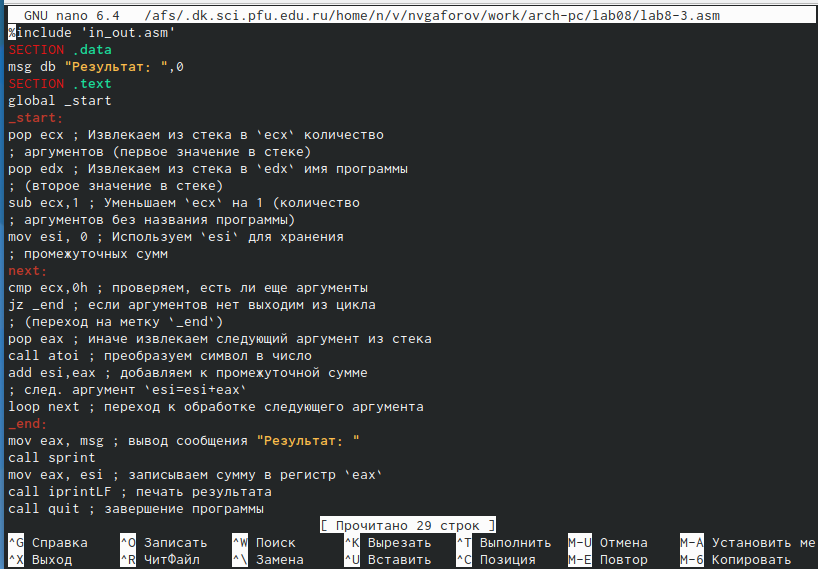 GNU nano 6.4 /afs/.dk.sci.pfu.edu.ru/home/n/v/nvgaforov/work/arch-pc/lab08/lab8-3.asm
%include 'in_out.asm'
SECTION .data
msg db "Результат: ",0
SECTION .text
global _start
_start:
pop ecx ; Извлекаем из стека в `ecx` количество
; аргументов (первое значение в стеке)
pop edx ; Извлекаем из стека в `edx` имя программы
; (второе значение в стеке)
sub ecx,1 ; Уменьшаем `ecx` на 1 (количество
; аргументов без названия программы)
mov esi, 0 ; Используем `esi` для хранения
; промежуточных сумм
next:
cmp ecx,0h ; проверяем, есть ли еще аргументы
jz _end ; если аргументов нет выходим из цикла
; (переход на метку `_end`)
pop eax ; иначе извлекаем следующий аргумент из стека
call atoi ; преобразуем символ в число
add esi,eax ; добавляем к промежуточной сумме
; след. аргумент `esi=esi+eax`
loop next ; переход к обработке следующего аргумента
_end:
mov eax, msg ; вывод сообщения "Результат: "
call sprint
mov eax, esi ; записываем сумму в регистр `eax`
call iprintLF ; печать результата
call quit ; завершение программы
[ Прочитано 29 строк ]
^G Справка ^O Записать ^W Поиск ^K Вырезать ^T Выполнить M-U Отмена M-A Установить ме
^X Выход ^R ЧитФайл ^\ Замена ^U Вставить ^C Позиция M-E Повтор M-6 Копировать